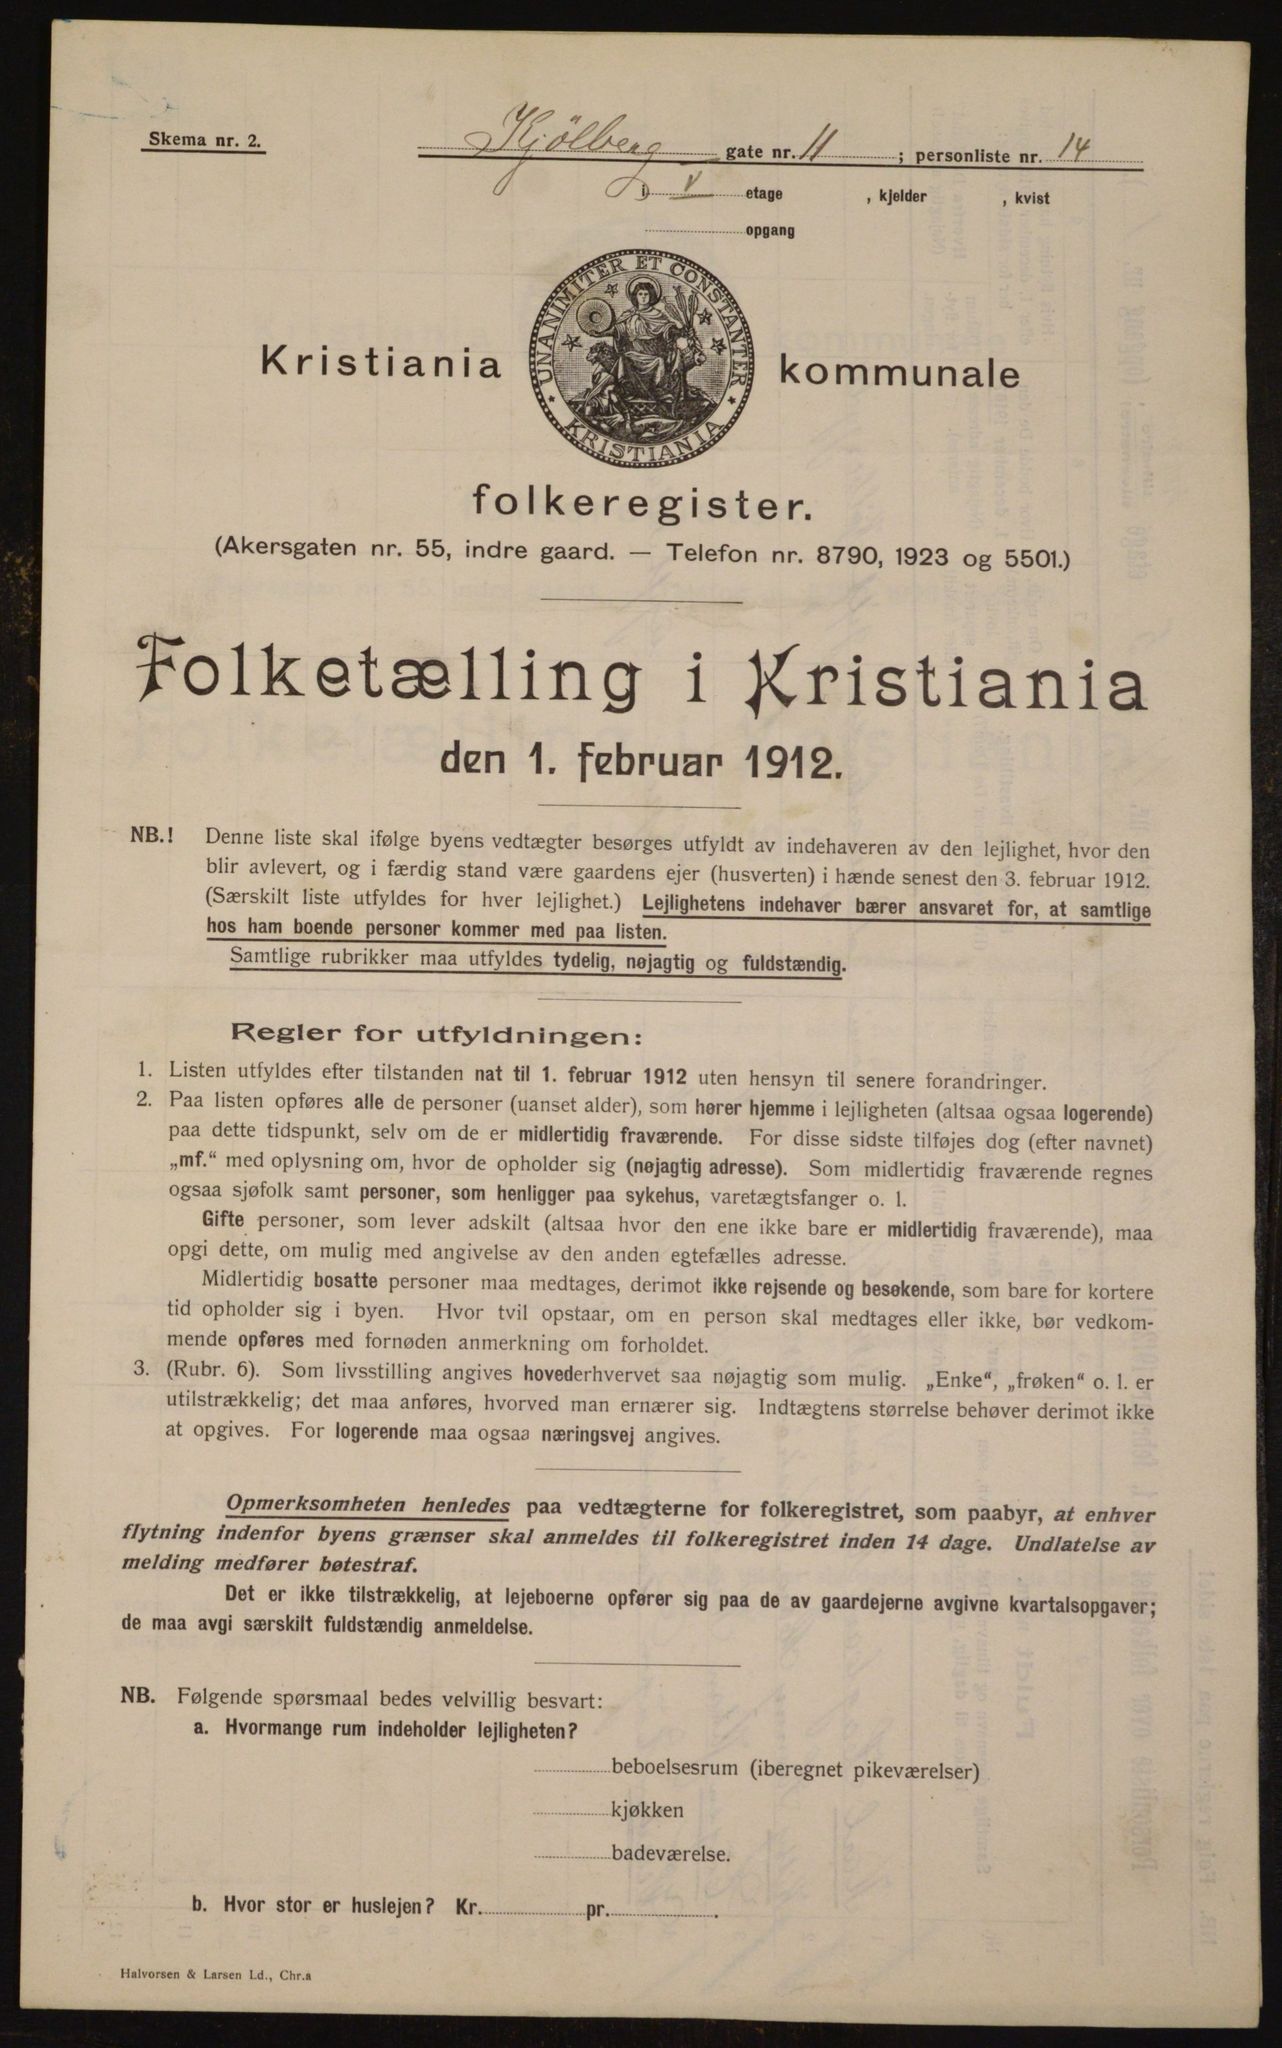 Skema nr. 2.
Kjölberg gate nr. 11 ; personliste nr. 14
i V etage , kjelder , kvist
opgang
UNANIMITER ET CONSTANTER
KRISTIANIA
Kristiania kommunale
folkeregister.
(Akersgaten nr. 55, indre gaard. — Telefon nr. 8790, 1923 og 5501.)
Folketælling i Kristiania
den 1. februar 1912.
NB.! Denne liste skal ifølge byens vedtægter besørges utfyldt av indehaveren av den lejlighet, hvor den
blir avlevert, og i færdig stand være gaardens ejer (husverten) i hænde senest den 3. februar 1912.
(Særskilt liste utfyldes for hver lejlighet.) Lejlighetens indehaver bærer ansvaret for, at samtlige
hos ham boende personer kommer med paa listen.
Samtlige rubrikker maa utfyldes tydelig, nøjagtig og fuldstændig.
Regler for utfyldningen:
1. Listen utfyldes efter tilstanden nat til 1. februar 1912 uten hensyn til senere forandringer.
2. Paa listen opføres alle de personer (uanset alder), som hører hjemme i lejligheten (altsaa ogsaa logerende)
paa dette tidspunkt, selv om de er midlertidig fraværende. For disse sidste tilføjes dog (efter navnet)
„mf.“ med oplysning om, hvor de opholder sig (nøjagtig adresse). Som midlertidig fraværende regnes
ogsaa sjøfolk samt personer, som henligger paa sykehus, varetægtsfanger o. l.
Gifte personer, som lever adskilt (altsaa hvor den ene ikke bare er midlertidig fraværende), maa
opgi dette, om mulig med angivelse av den anden egtefælles adresse.
Midlertidig bosatte personer maa medtages, derimot ikke rejsende og besøkende, som bare for kortere
tid opholder sig i byen. Hvor tvil opstaar, om en person skal medtages eller ikke, bør vedkom-
mende opføres med fornøden anmerkning om forholdet.
3. (Rubr. 6). Som livsstilling angives hovederhvervet saa nøjagtig som mulig. „Enke“, „frøken“ o. l. er
utilstrækkelig; det maa anføres, hvorved man ernærer sig. Indtægtens størrelse behøver derimot ikke
at opgives. For logerende maa ogsaa næringsvej angives.
Opmerksomheten henledes paa vedtægterne for folkeregistret, som paabyr, at enhver
flytning indenfor byens grænser skal anmeldes til folkeregistret inden 14 dage. Undlatelse av
melding medfører bøtestraf.
Det er ikke tilstrækkelig, at lejeboerne opfører sig paa de av gaardejerne avgivne kvartalsopgaver;
de maa avgi særskilt fuldstændig anmeldelse.
NB. Følgende spørsmaal bedes velvillig besvart:
a. Hvormange rum indeholder lejligheten?
beboelsesrum (iberegnet pikeværelser)
kjøkken
badeværelse.
b. Hvor stor er huslejen? Kr. pr. .
Halvorsen & Larsen Ld., Chr.a